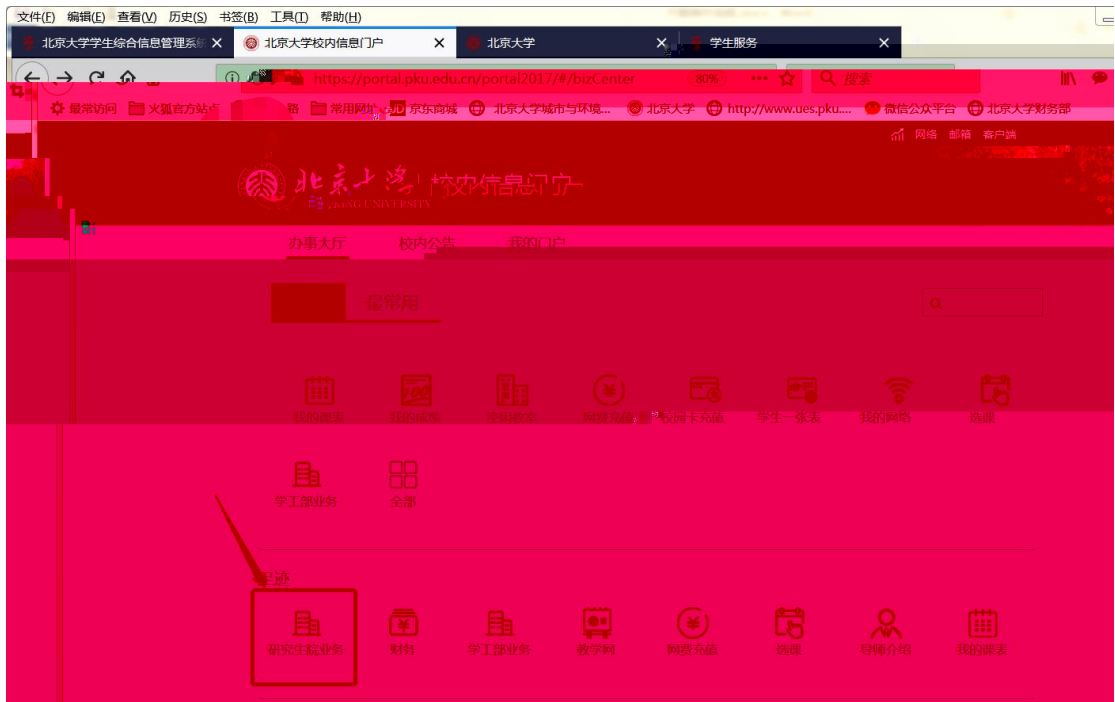 文件(F) 编辑(E) 查看(V) 历史(S) 书签(B) 工具(T) 帮助(H)
北京大学学生综合信息管理系统 北京大学校内信息门户 北京大学 学生服务
https://portal.pku.edu.cn/portal2017/#/bizCenter 80% 搜索
最常访问 火狐官方站点 常用网址 JD 京东商城 北京大学城市与环境... 北京大学 http://www.ues.pku.... 微信公众平台 北京大学财务部
网络 邮箱 客户端
北京大学 校内信息门户
PEKING UNIVERSITY
办事大厅 校内公告 我的门户
最常用
我的课表 我的成绩 空闲教室 网费充值 校园卡充值 学生一张表 我的网络 选课
学工部业务 全部
足迹
研究生院业务 财务 学工部业务 教学网 网费充值 选课 导师介绍 我的课表